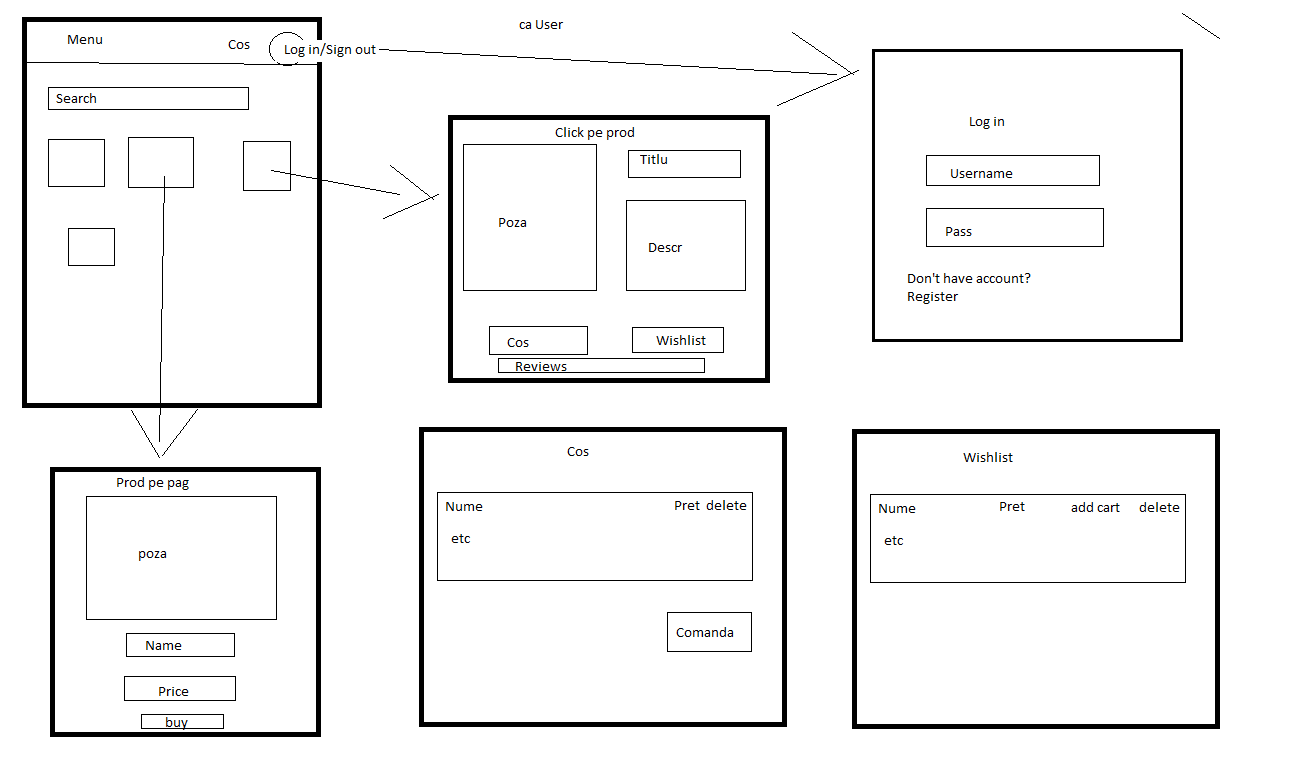 ca User
Menu
Cos
Log in/Sign out
Search
Click pe prod
Titlu
Poza
Descr
Cos
Wishlist
Reviews
Log in
Username
Pass
Don't have account?
Register
Prod pe pag
poza
Name
Price
buy
Cos
Nume Pret delete
etc
Comanda
Wishlist
Nume Pret add cart delete
etc